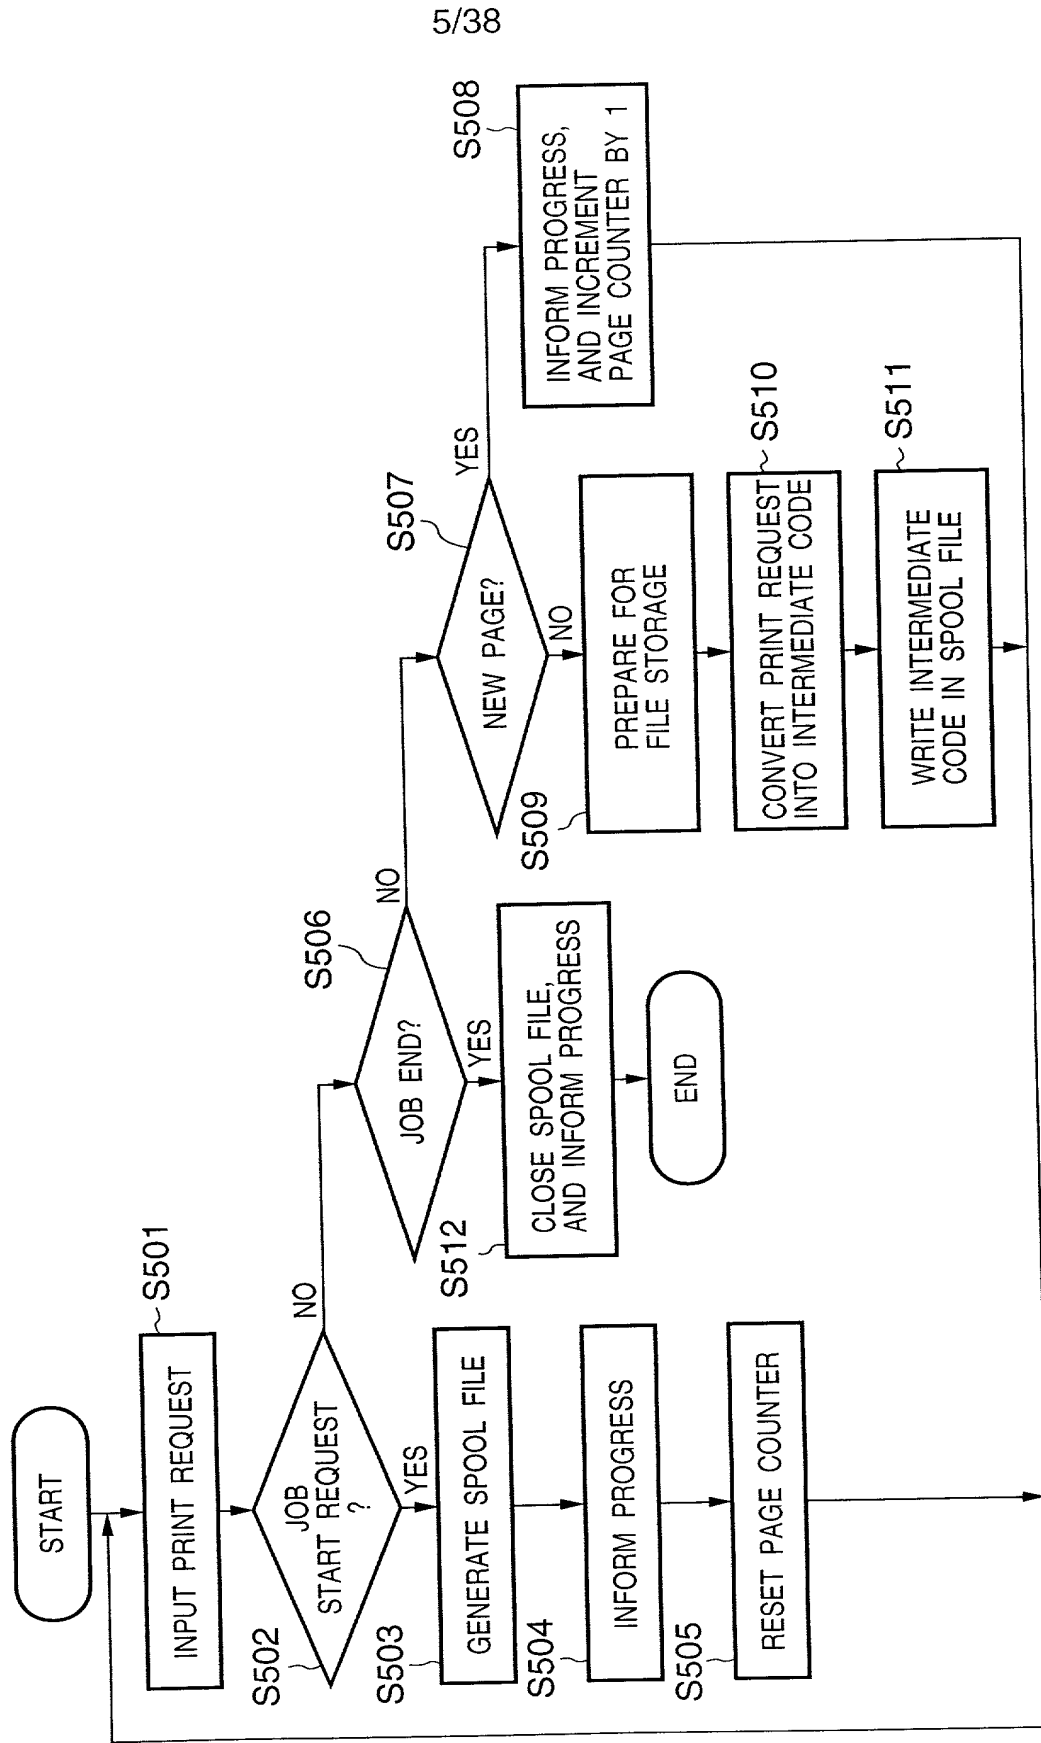 5/38
START
S501
INPUT PRINT REQUEST
S502
JOB
START REQUEST
?
NO
YES
S503
GENERATE SPOOL FILE
S504
INFORM PROGRESS
S505
RESET PAGE COUNTER
S506
JOB END?
NO
YES
S512
CLOSE SPOOL FILE,
AND INFORM PROGRESS
END
S507
NEW PAGE?
YES
NO
S509
PREPARE FOR
FILE STORAGE
S510
CONVERT PRINT REQUEST
INTO INTERMEDIATE CODE
S511
WRITE INTERMEDIATE
CODE IN SPOOL FILE
S508
INFORM PROGRESS,
AND INCREMENT
PAGE COUNTER BY 1